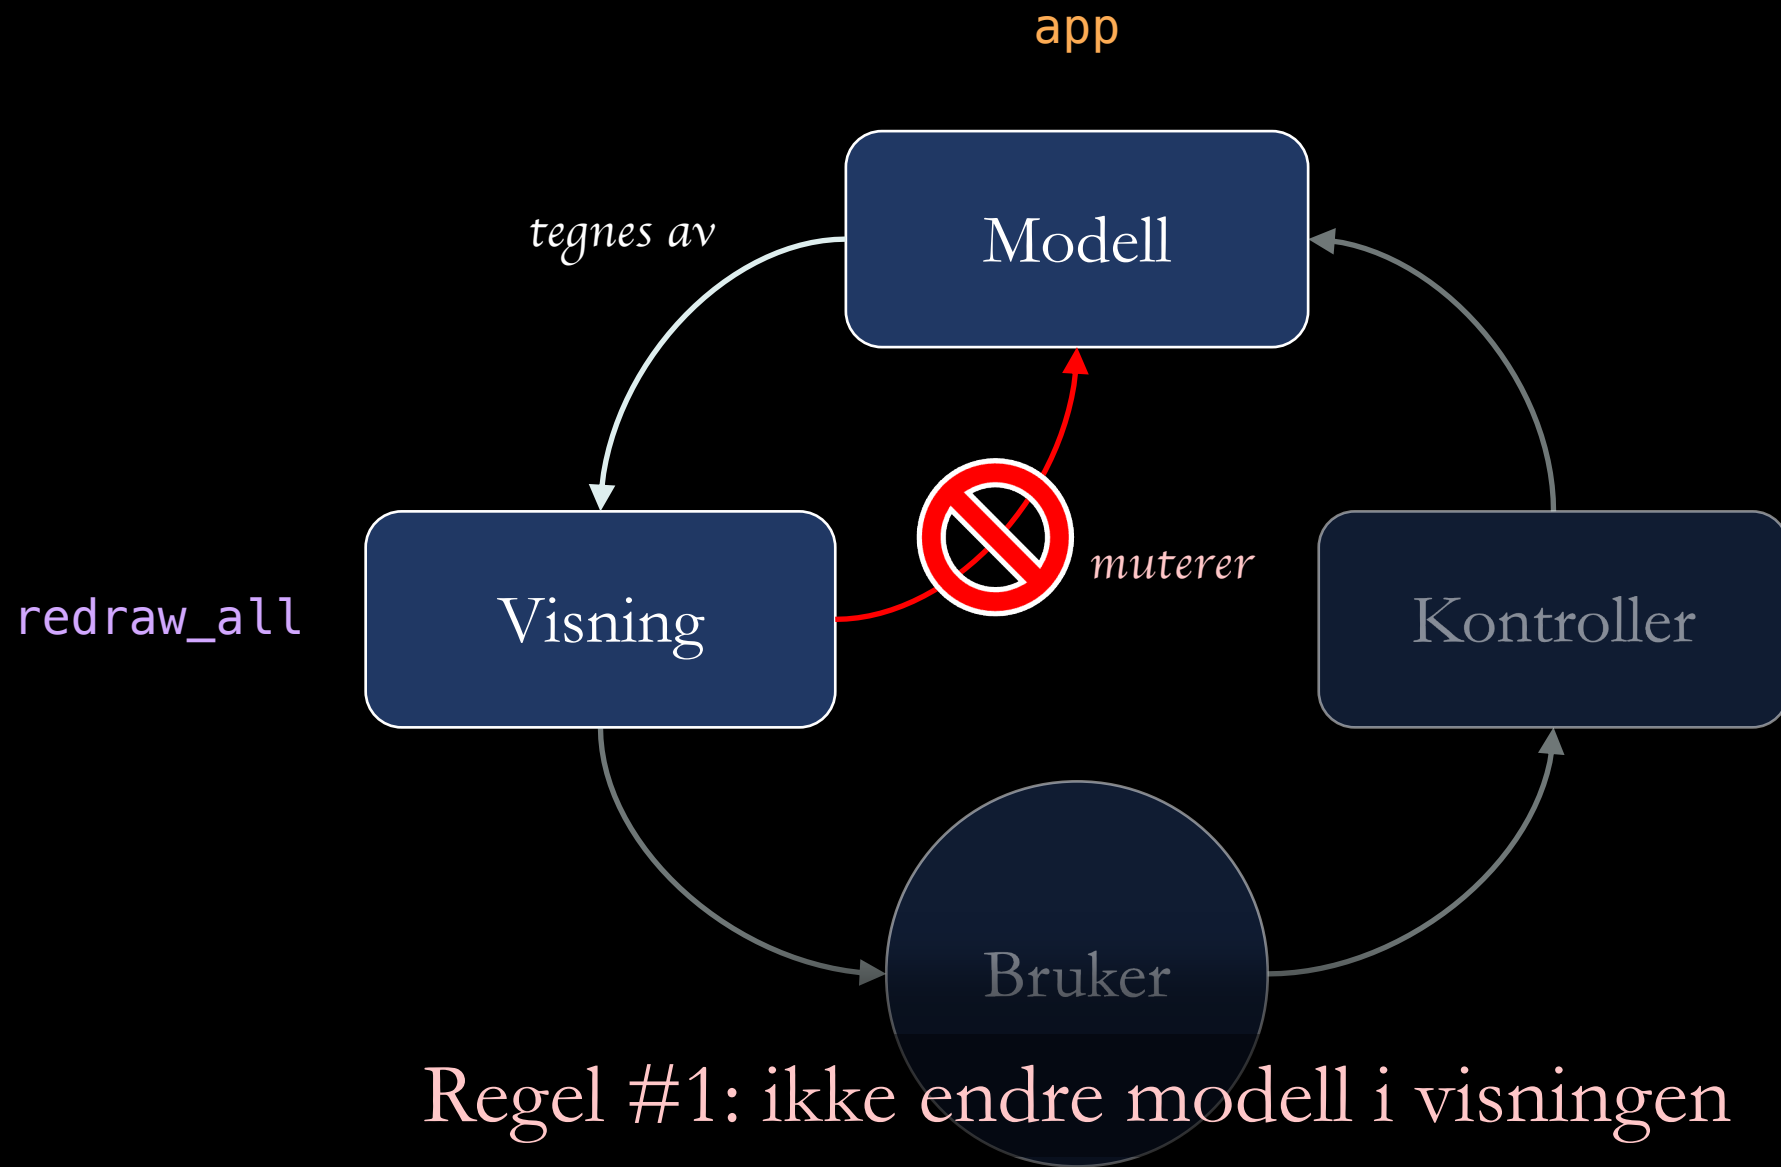 app
Modell
tegnes av
muterer
redraw_all
Visning
Kontroller
Bruker
Regel #1: ikke endre modell i visningen